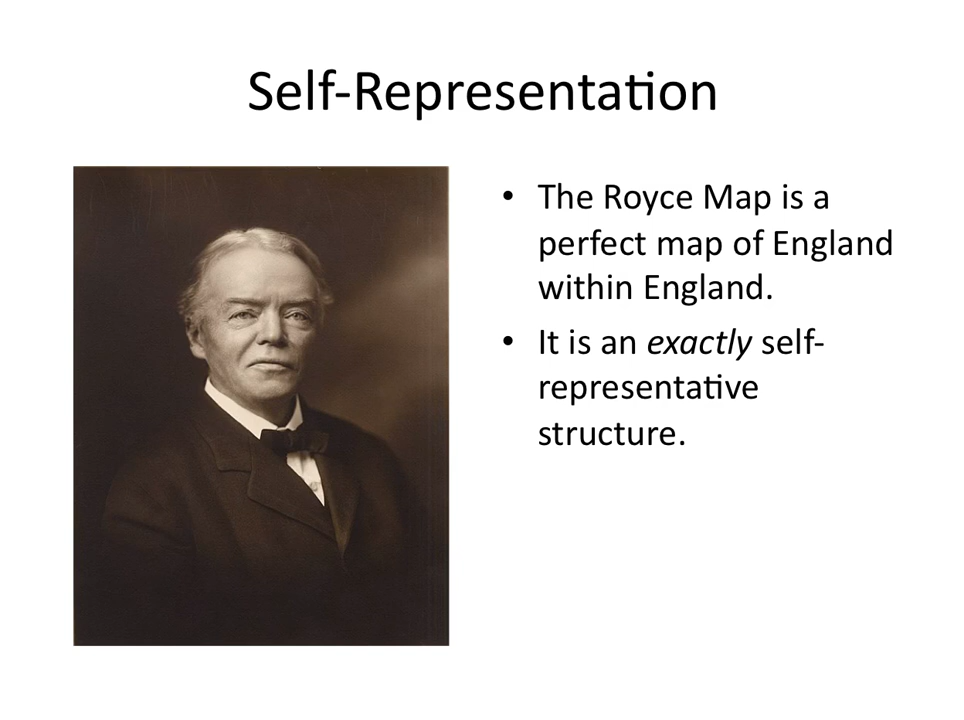 Self-Representation
• The Royce Map is a
perfect map of England
within England.
• It is an exactly self-
representative
structure.